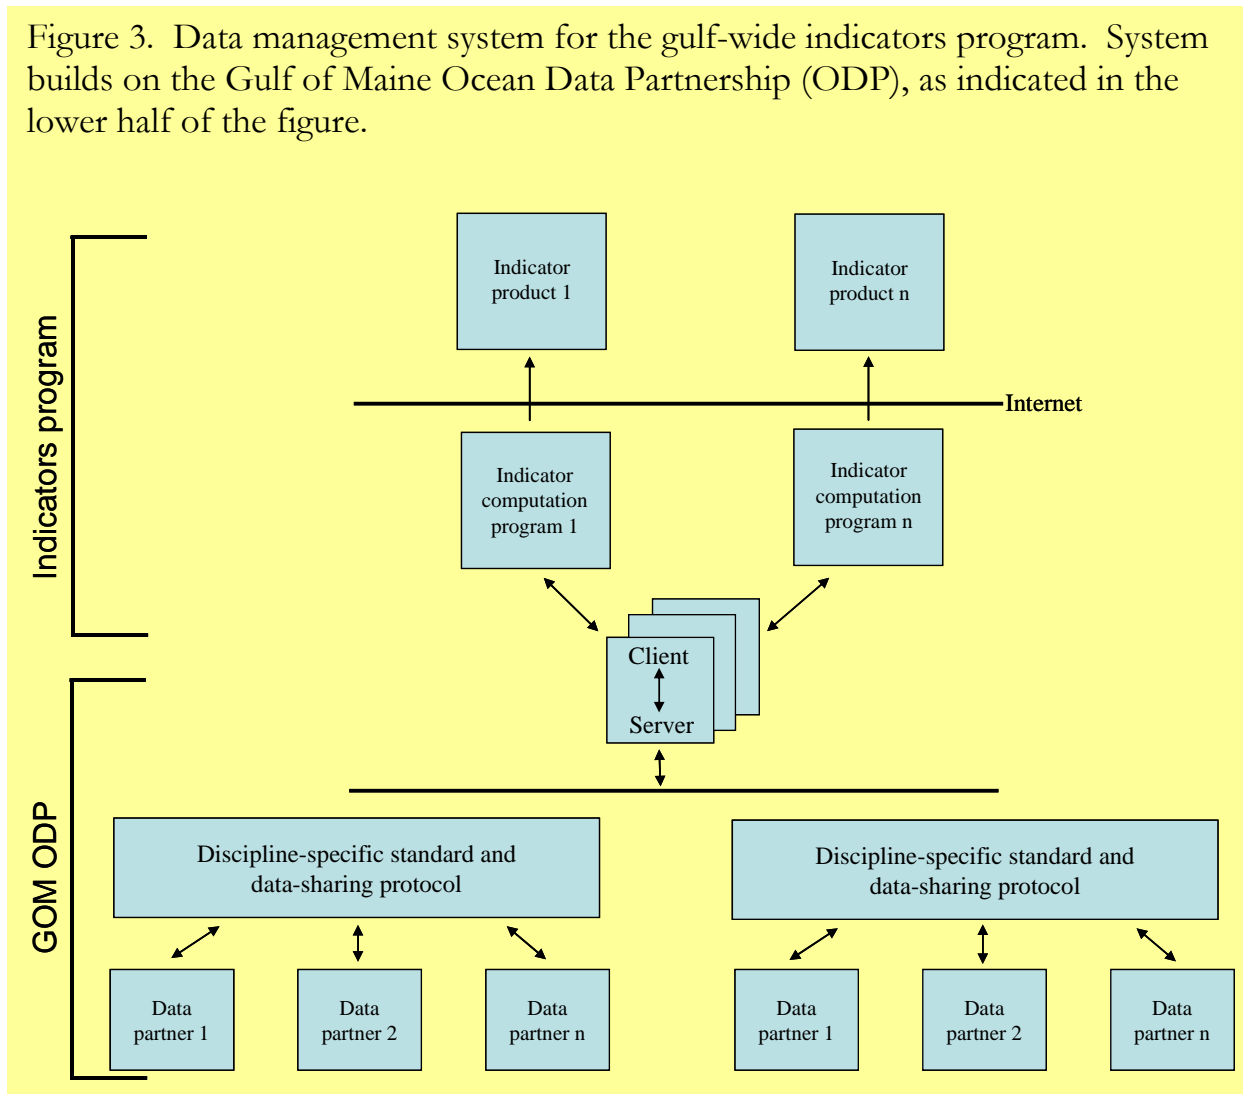 Figure 3. Data management system for the gulf-wide indicators program. System
builds on the Gulf of Maine Ocean Data Partnership (ODP), as indicated in the
lower half of the figure.
Indicators program
Indicator
product 1
Indicator
product n
Internet
Indicator
computation
program 1
Indicator
computation
program n
Client
Server
GOM ODP
Discipline-specific standard and
data-sharing protocol
Discipline-specific standard and
data-sharing protocol
Data
partner 1
Data
partner 2
Data
partner n
Data
partner 1
Data
partner 2
Data
partner n